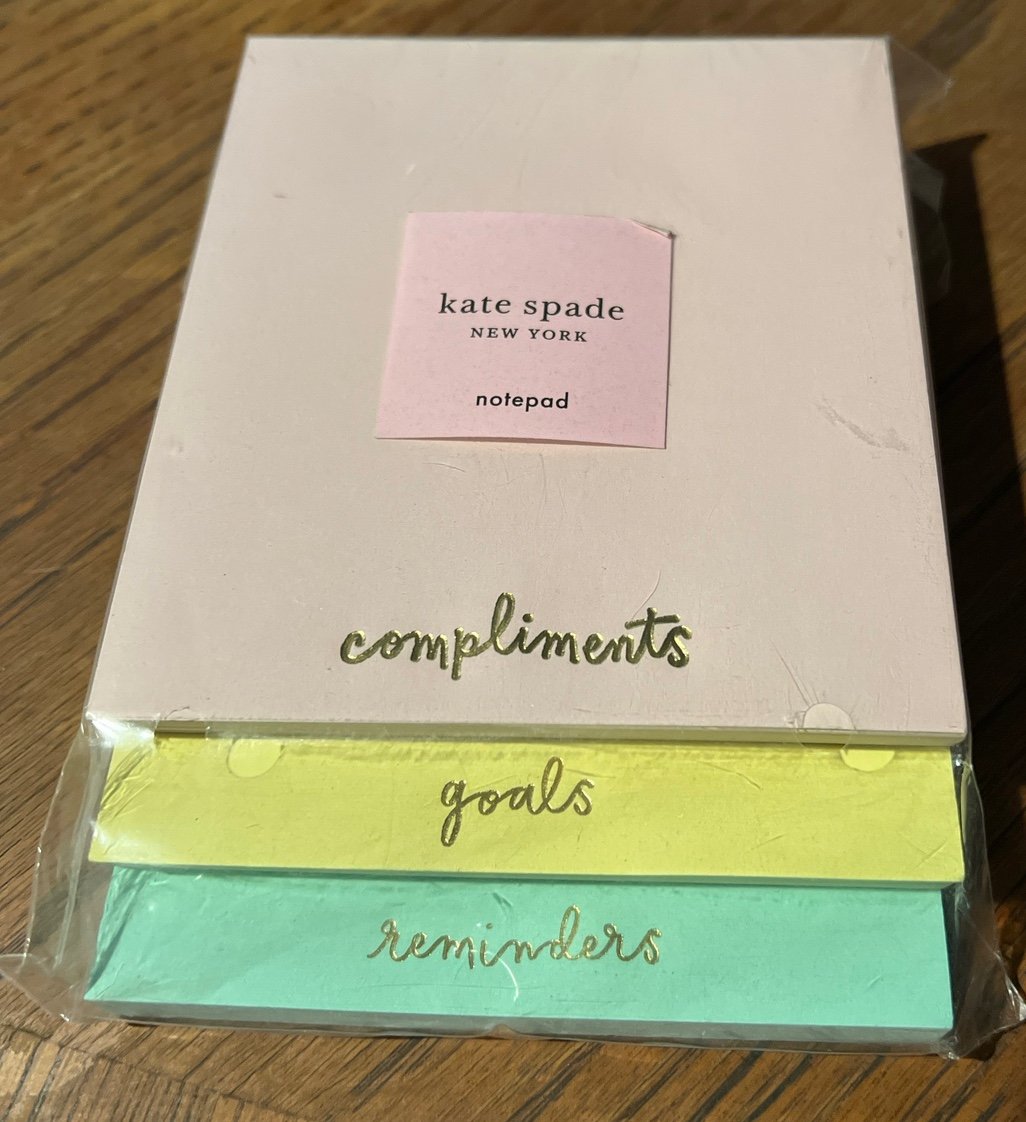 kate spade
NEW YORK
notepad
compliments
goals
reminders